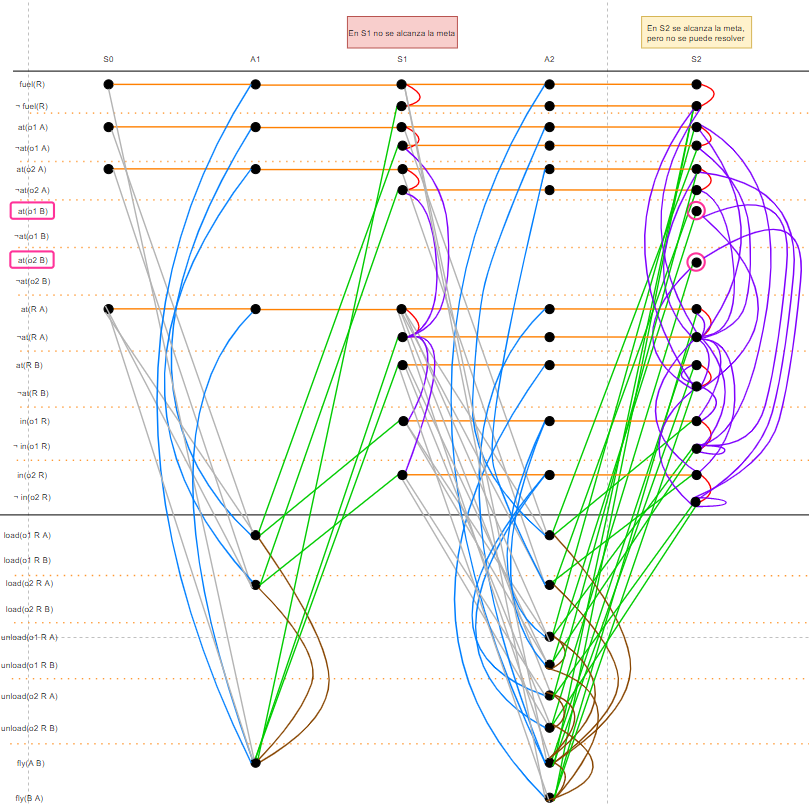 En S1 no se alcanza la meta
En S2 se alcanza la meta,
pero no se puede resolver
S0 A1 S1 A2 S2
fuel(R)
¬ fuel(R)
at(o1 A)
¬at(o1 A)
at(o2 A)
¬at(o2 A)
at(o1 B)
¬at(o1 B)
at(o2 B)
¬at(o2 B)
at(R A)
¬at(R A)
at(R B)
¬at(R B)
in(o1 R)
¬ in(o1 R)
in(o2 R)
¬ in(o2 R)
load(o1 R A)
load(o1 R B)
load(o2 R A)
load(o2 R B)
unload(o1 R A)
unload(o1 R B)
unload(o2 R A)
unload(o2 R B)
fly(A B)
fly(B A)